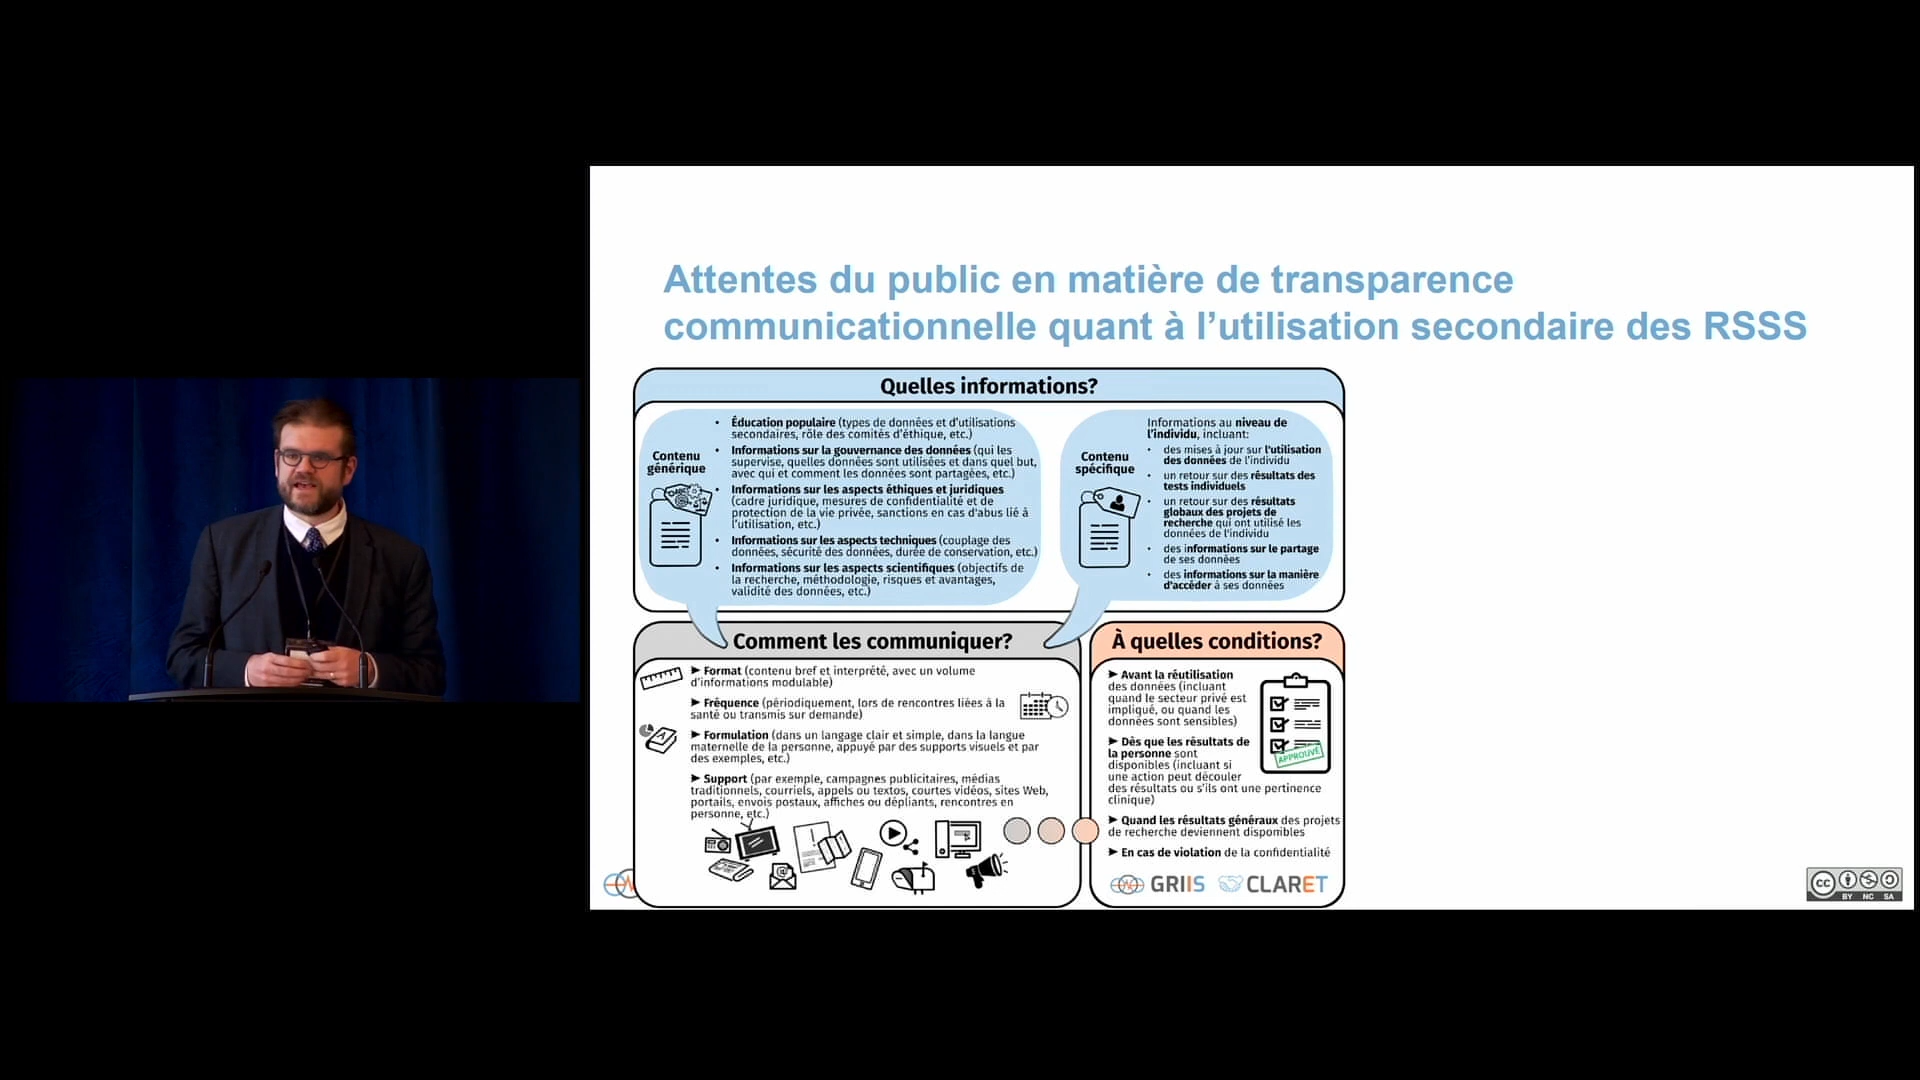 Attentes du public en matière de transparence
communicationnelle quant à l’utilisation secondaire des RSSS
Quelles informations?
Contenu
générique
• Éducation populaire (types de données et d’utilisations
secondaires, rôle des comités d’éthique, etc.)
• Informations sur la gouvernance des données (qui les
supervise, quelles données sont utilisées et dans quel but,
avec qui et comment les données sont partagées, etc.)
• Informations sur les aspects éthiques et juridiques
(cadre juridique, mesures de confidentialité et de
protection de la vie privée, sanctions en cas d'abus lié à
l’utilisation, etc.)
• Informations sur les aspects techniques (couplage des
données, sécurité des données, durée de conservation, etc.)
• Informations sur les aspects scientifiques (objectifs de
la recherche, méthodologie, risques et avantages,
validité des données, etc.)
Contenu
spécifique
Informations au niveau de
l’individu, incluant:
• des mises à jour sur l'utilisation
des données de l’individu
• un retour sur des résultats des
tests individuels
• un retour sur des résultats
globaux des projets de
recherche qui ont utilisé les
données de l'individu
• des informations sur le partage
de ses données
• des informations sur la manière
d'accéder à ses données
Comment les communiquer?
► Format (contenu bref et interprété, avec un volume
d’informations modulable)
► Fréquence (périodiquement, lors de rencontres liées à la
santé ou transmis sur demande)
► Formulation (dans un langage clair et simple, dans la langue
maternelle de la personne, appuyé par des supports visuels et par
des exemples, etc.)
► Support (par exemple, campagnes publicitaires, médias
traditionnels, courriels, appels ou textos, courtes vidéos, sites Web,
portails, envois postaux, affiches ou dépliants, rencontres en
personne, etc.)
À quelles conditions?
► Avant la réutilisation
des données (incluant
quand le secteur privé est
impliqué, ou quand les
données sont sensibles)
► Dès que les résultats de
la personne sont
disponibles (incluant si
une action peut découler
des résultats ou s’ils ont une pertinence
clinique)
► Quand les résultats généraux des projets
de recherche deviennent disponibles
► En cas de violation de la confidentialité
APPROUVÉ
GRIIS CLARET
cc
BY NC SA